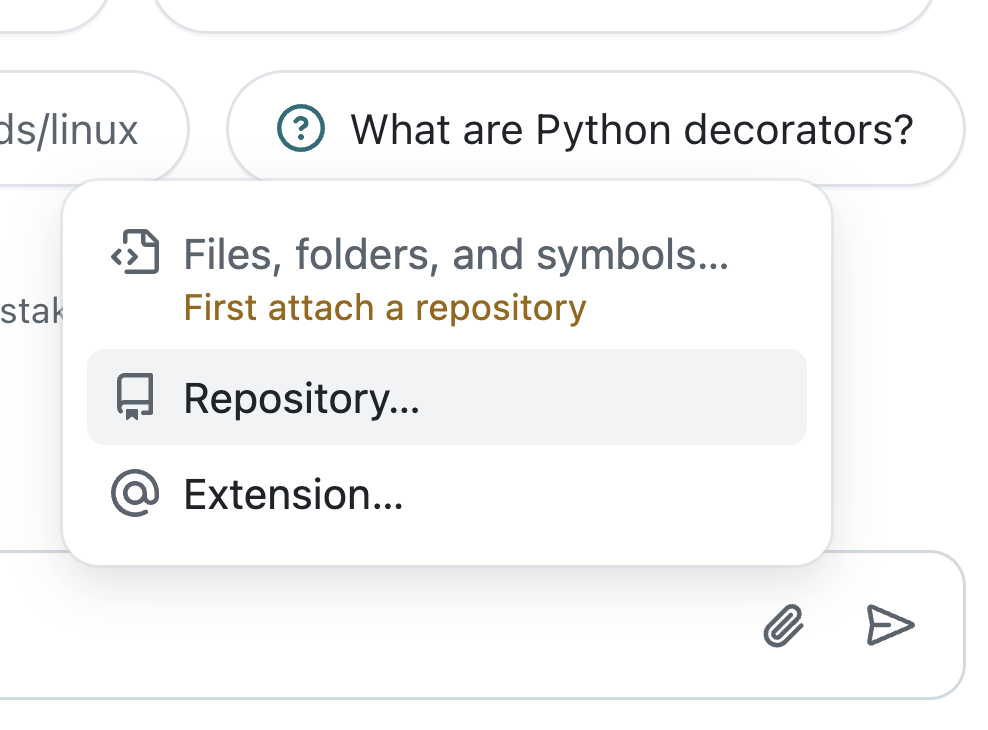 ds/linux
What are Python decorators?
Files, folders, and symbols...
First attach a repository
stak
Repository...
Extension...